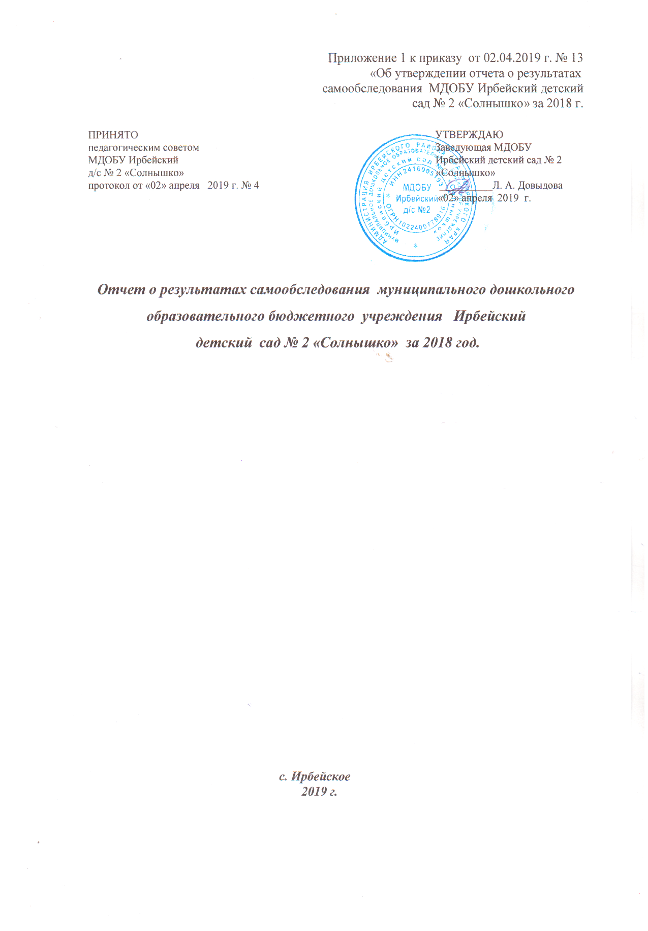 Приложение 1 к приказу от 02.04.2019 г. № 13
«Об утверждении отчета о результатах
самообследования МДОБУ Ирбейский детский
сад № 2 «Солнышко» за 2018 г.
ПРИНЯТО
педагогическим советом
МДОБУ Ирбейский
д/с № 2 «Солнышко»
протокол от «02» апреля 2019 г. № 4
УТВЕРЖДАЮ
Заведующая МДОБУ
Ирбейский детский сад № 2
«Солнышко»
Л. А. Довыдова
«02» апреля 2019 г.
МДОБУ
Ирбейский
д/с №2
Отчет о результатах самообследования муниципального дошкольного
образовательного бюджетного учреждения Ирбейский
детский сад № 2 «Солнышко» за 2018 год.
с. Ирбейское
2019 г.